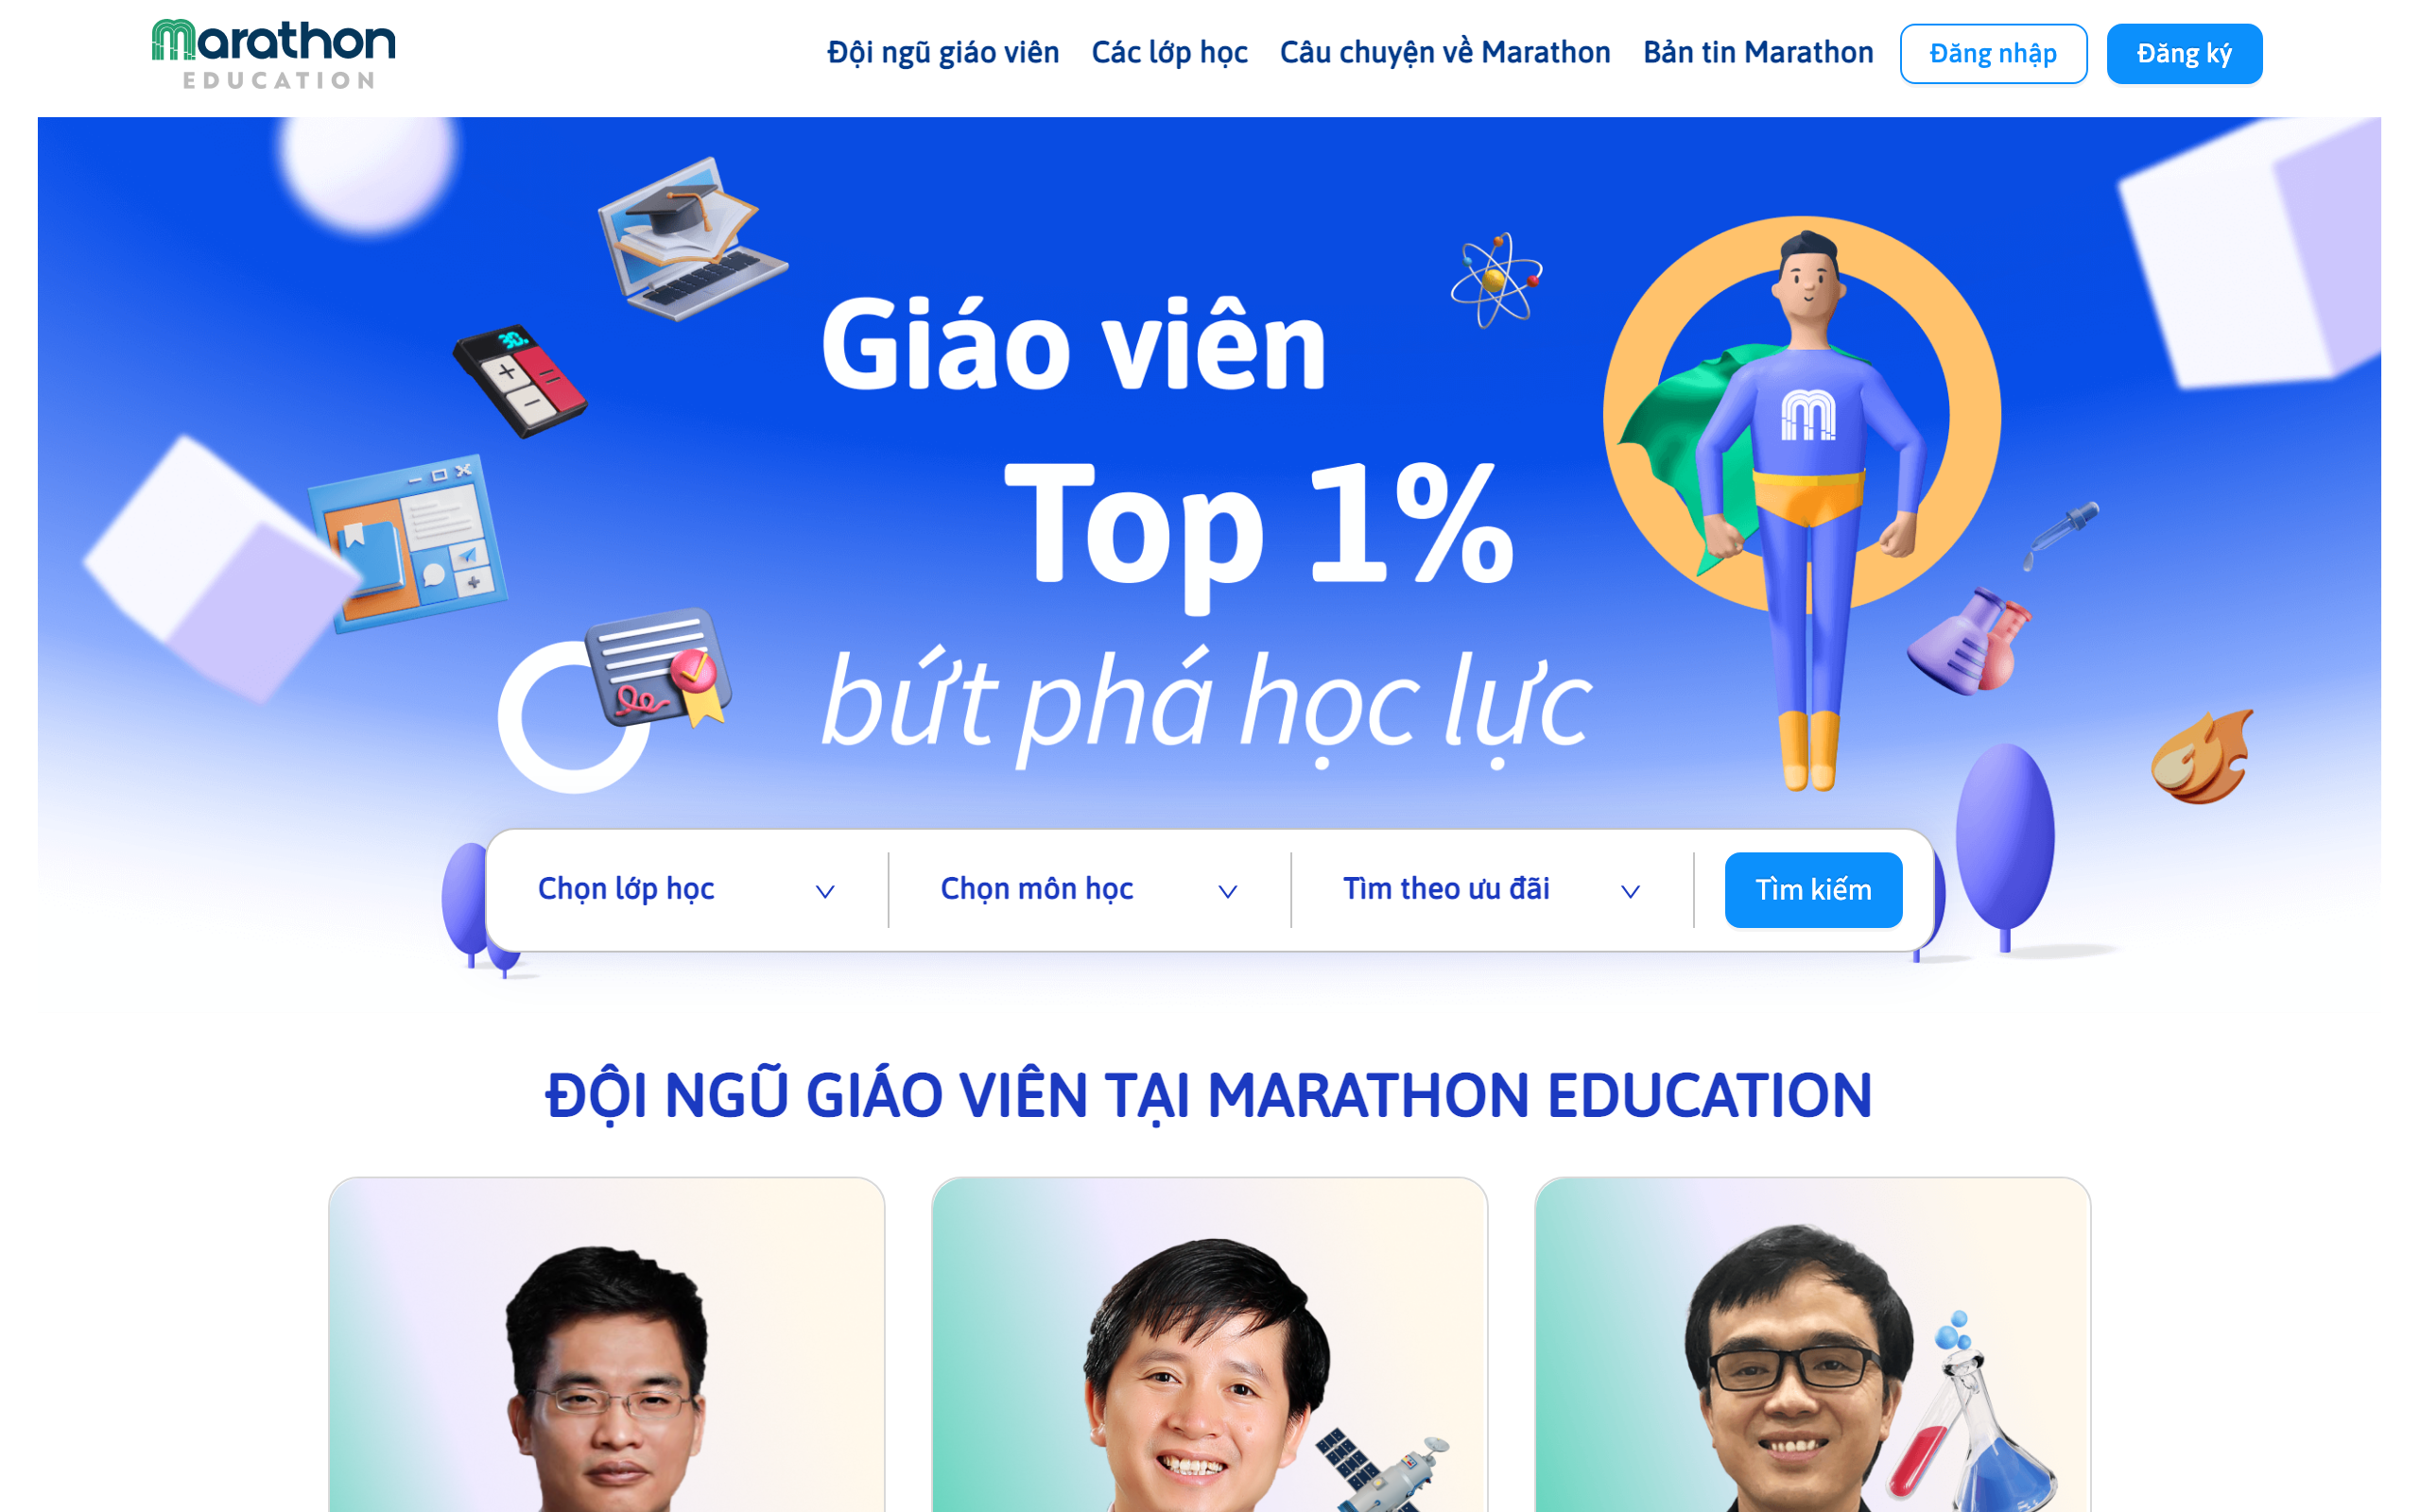 marathon
EDUCATION
Đội ngũ giáo viên
Các lớp học
Câu chuyện về Marathon
Bản tin Marathon
Đăng nhập
Đăng ký
30.
Giáo viên
Top 1%
bứt phá học lực
Chọn lớp học
Chọn môn học
Tìm theo ưu đãi
Tìm kiếm
ĐỘI NGŨ GIÁO VIÊN TẠI MARATHON EDUCATION